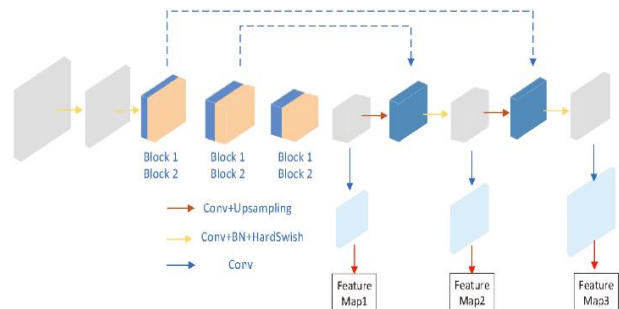 Block 1
Block 2
Block 1
Block 2
Block 1
Block 2
Conv+Upsampling
Conv+BN+HardSwish
Conv
Feature
Map1
Feature
Map2
Feature
Map3